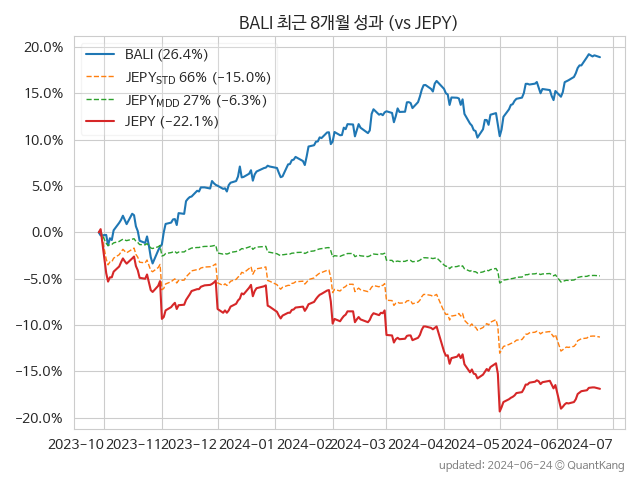 BALI 최근 8개월 성과 (vs JEPY)
20.0%
15.0%
10.0%
5.0%
0.0%
−5.0%
−10.0%
−15.0%
−20.0%
BALI (26.4%)
JEPYSTD 66% (−15.0%)
JEPYMDD 27% (−6.3%)
JEPY (−22.1%)
2023−10 2023−11 2023−12 2024−01 2024−02 2024−03 2024−04 2024−05 2024−06 2024−07
updated: 2024−06−24 ⓒ QuantKang